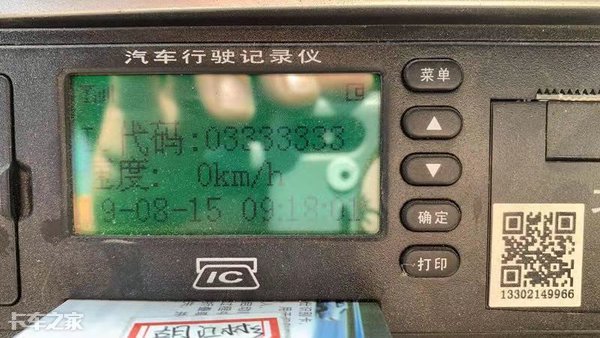 汽车行驶记录仪
代码:03333333
度: 0km/h
9-08-15 09:18:01
菜单
▲
▼
确定
打印
IC
13302149966
卡车之家